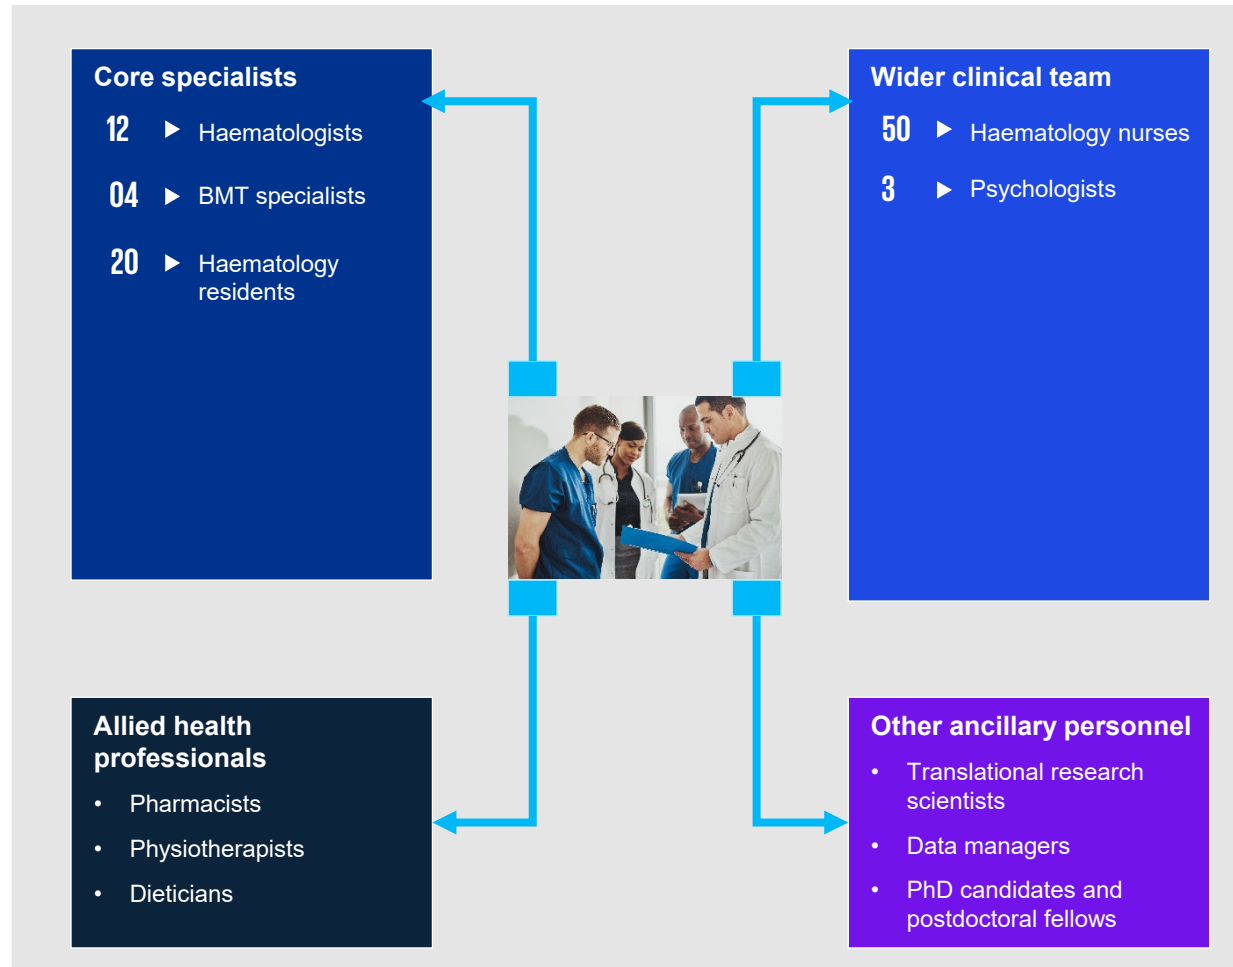 Core specialists
12 Haematologists
04 BMT specialists
20 Haematology
residents
Wider clinical team
50 Haematology nurses
3 Psychologists
Allied health
professionals
• Pharmacists
• Physiotherapists
• Dieticians
Other ancillary personnel
• Translational research
scientists
• Data managers
• PhD candidates and
postdoctoral fellows